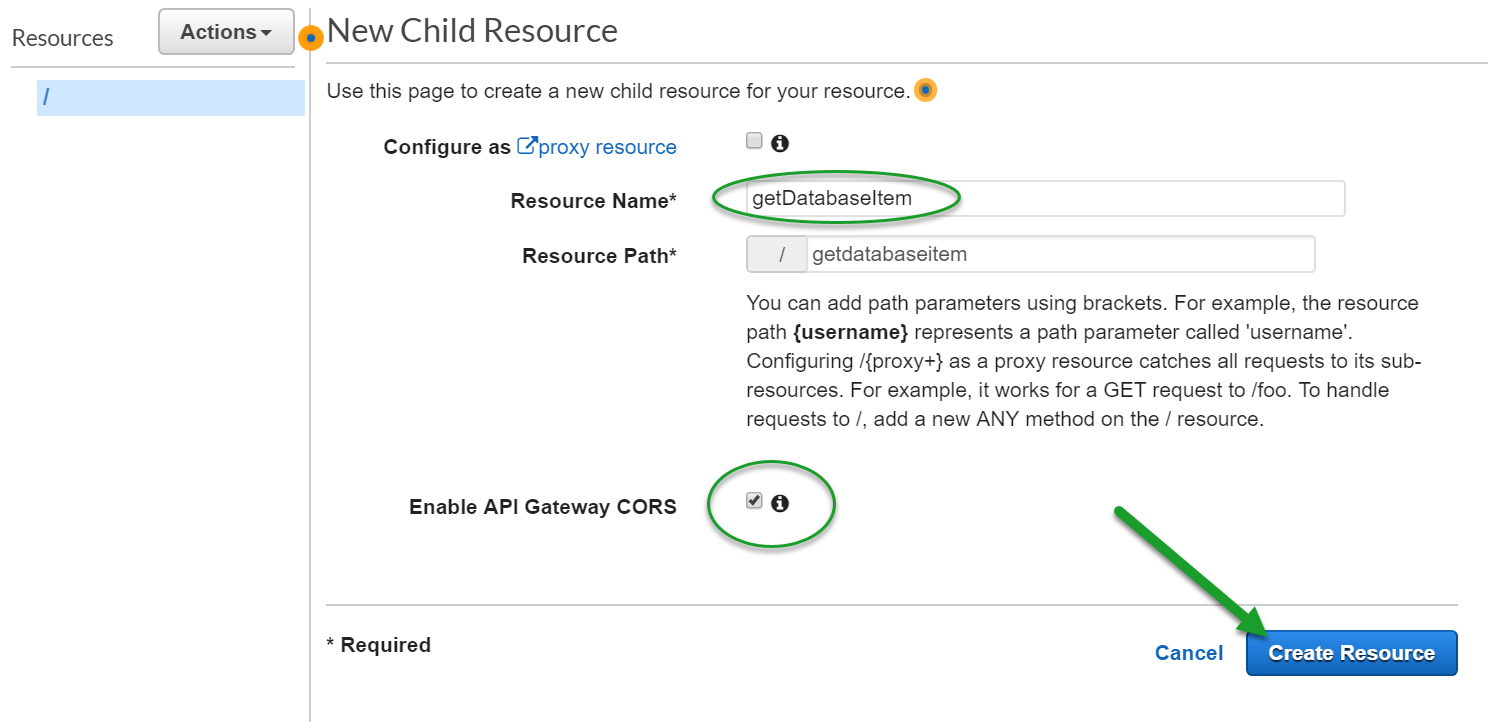 Resources
Actions
/
New Child Resource
Use this page to create a new child resource for your resource.
Configure as proxy resource
Resource Name*
getDatabaseItem
Resource Path*
/ getdatabaseitem
You can add path parameters using brackets. For example, the resource
path {username} represents a path parameter called 'username'.
Configuring /{proxy+} as a proxy resource catches all requests to its sub-
resources. For example, it works for a GET request to /foo. To handle
requests to /, add a new ANY method on the / resource.
Enable API Gateway CORS
* Required
Cancel
Create Resource